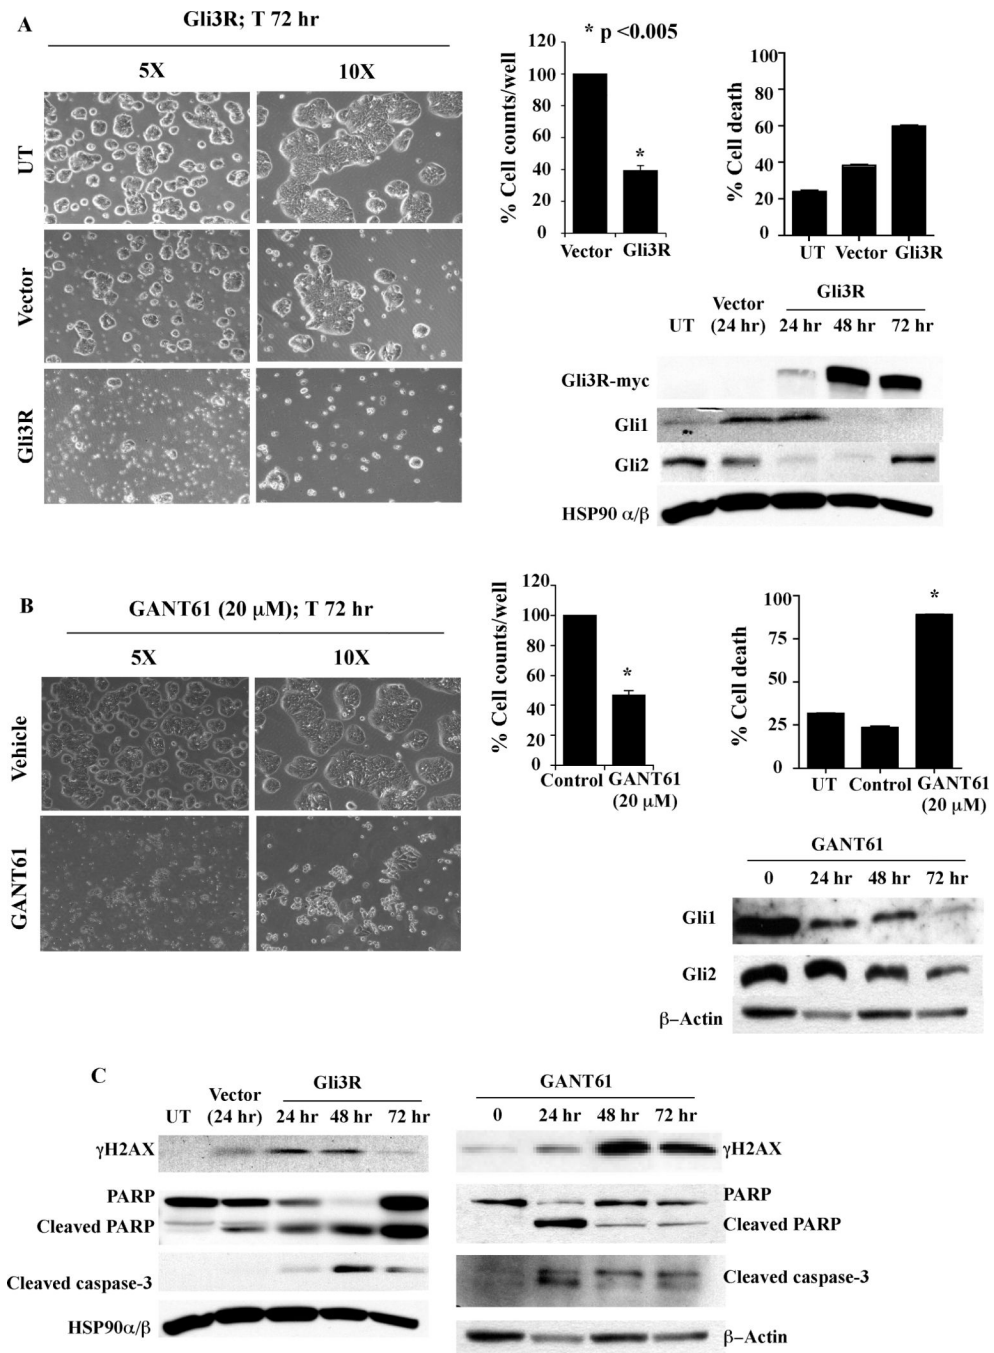 A
Gli3R; T 72 hr
5X 10X
UT
Vector
Gli3R
* p <0.005
% Cell counts/well
120
100
80
60
40
20
0
*
Vector Gli3R
% Cell death
80
60
40
20
0
UT Vector Gli3R
Gli3R
Vector
UT (24 hr) 24 hr 48 hr 72 hr
Gli3R-myc
Gli1
Gli2
HSP90 α/β
B
GANT61 (20 μM); T 72 hr
5X 10X
Vehicle
GANT61
% Cell counts/well
120
100
80
60
40
20
0
*
Control GANT61
(20 μM)
% Cell death
100
75
50
25
0
*
UT Control GANT61
(20 μM)
GANT61
0 24 hr 48 hr 72 hr
Gli1
Gli2
β–Actin
C
Gli3R
Vector
UT (24 hr) 24 hr 48 hr 72 hr
γH2AX
PARP
Cleaved PARP
Cleaved caspase-3
HSP90α/β
GANT61
0 24 hr 48 hr 72 hr
γH2AX
PARP
Cleaved PARP
Cleaved caspase-3
β–Actin